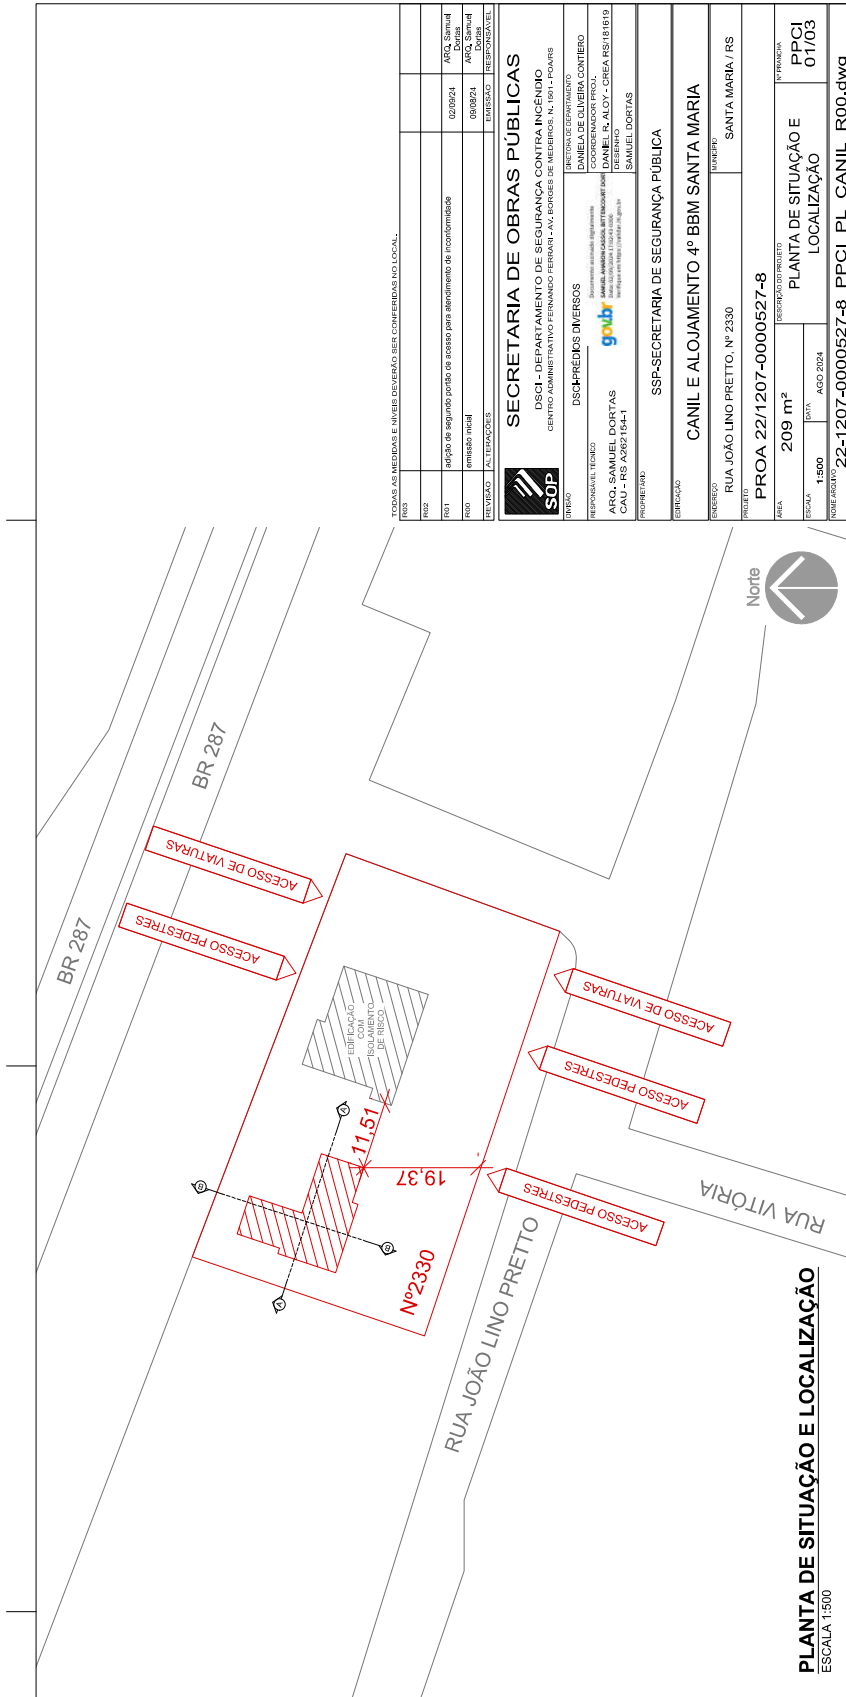 BR 287
BR 287
ACESSO PEDESTRES
ACESSO DE VIATURAS
EDIFICAÇÃO
COM
ISOLAMENTO
DE RISCO
A
A
B
B
11,51
19,37
Nº2330
ACESSO PEDESTRES
ACESSO PEDESTRES
ACESSO DE VIATURAS
RUA JOÃO LINO PRETTO
RUA VITÓRIA
Norte
PLANTA DE SITUAÇÃO E LOCALIZAÇÃO
ESCALA 1:500
TODAS AS MEDIDAS E NÍVEIS DEVERÃO SER CONFERIDAS NO LOCAL.
R03
R02
R01 adição de segundo portão de acesso para atendimento de inconformidade 02/09/24 ARQ. Samuel Dortas
R00 emissão inicial 09/08/24 ARQ. Samuel Dortas
REVISÃO ALTERAÇÕES EMISSÃO RESPONSÁVEL
SOP
SECRETARIA DE OBRAS PÚBLICAS
DSCI - DEPARTAMENTO DE SEGURANÇA CONTRA INCÊNDIO
CENTRO ADMINISTRATIVO FERNANDO FERRARI - AV. BORGES DE MEDEIROS, N. 1501 - POA/RS
DIVISÃO
DSCI-PRÉDIOS DIVERSOS
DIRETORA DE DEPARTAMENTO
DANIELA DE OLIVEIRA CONTIERO
RESPONSÁVEL TÉCNICO
ARQ. SAMUEL DORTAS
CAU - RS A262154-1
gov.br
Documento assinado digitalmente
COORDENADOR PROJ.
DANIEL R. ALOY - CREA RS/181619
DESENHO
SAMUEL DORTAS
PROPRIETÁRIO
SSP-SECRETARIA DE SEGURANÇA PÚBLICA
EDIFICAÇÃO
CANIL E ALOJAMENTO 4º BBM SANTA MARIA
ENDEREÇO
RUA JOÃO LINO PRETTO, Nº 2330
MUNICÍPIO
SANTA MARIA / RS
PROJETO
PROA 22/1207-0000527-8
ÁREA
209 m²
DESCRIÇÃO DO PROJETO
PLANTA DE SITUAÇÃO E
LOCALIZAÇÃO
Nº PRANCHA
PPCI
01/03
ESCALA
1:500
DATA
AGO 2024
NOME ARQUIVO
22-1207-0000527-8_PPCI_PL_CANIL_R00.dwg